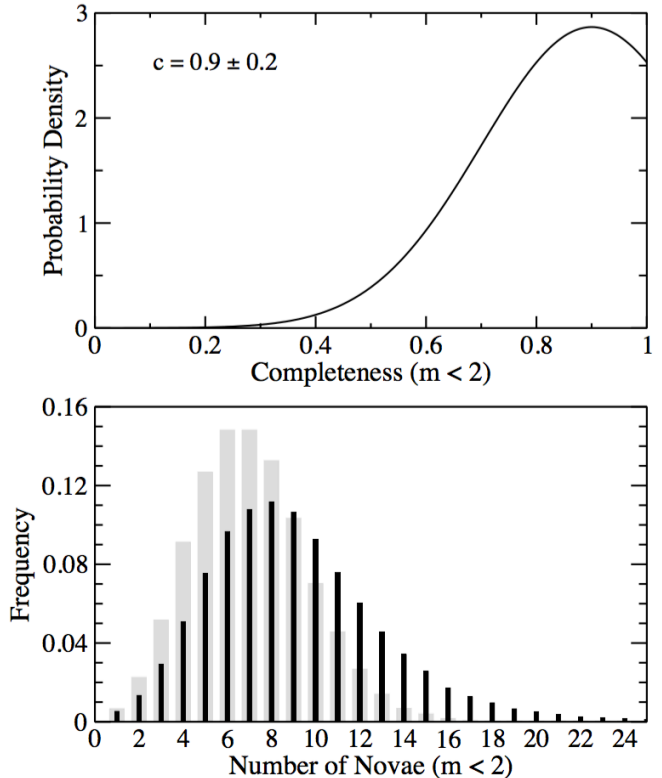 3
2
1
0
Probability Density
c = 0.9 ± 0.2
0 0.2 0.4 0.6 0.8 1
Completeness (m < 2)
0.16
0.12
0.08
0.04
0
Frequency
0 2 4 6 8 10 12 14 16 18 20 22 24
Number of Novae (m < 2)